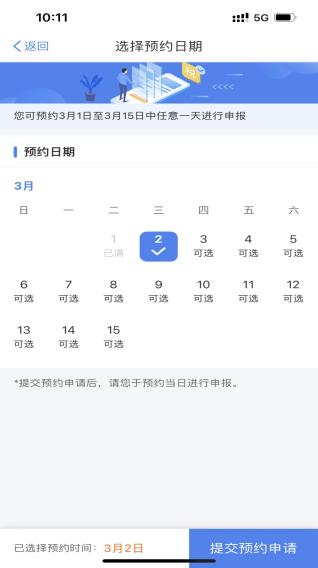 10:11
5G
返回
选择预约日期
税
您可预约3月1日至3月15日中任意一天进行申报
预约日期
3月
日 一 二 三 四 五 六
1 2 3 4 5
已满 可选 可选 可选
6 7 8 9 10 11 12
可选 可选 可选 可选 可选 可选 可选
13 14 15
可选 可选 可选
*提交预约申请后，请您于预约当日进行申报。
已选择预约时间：3月2日 提交预约申请